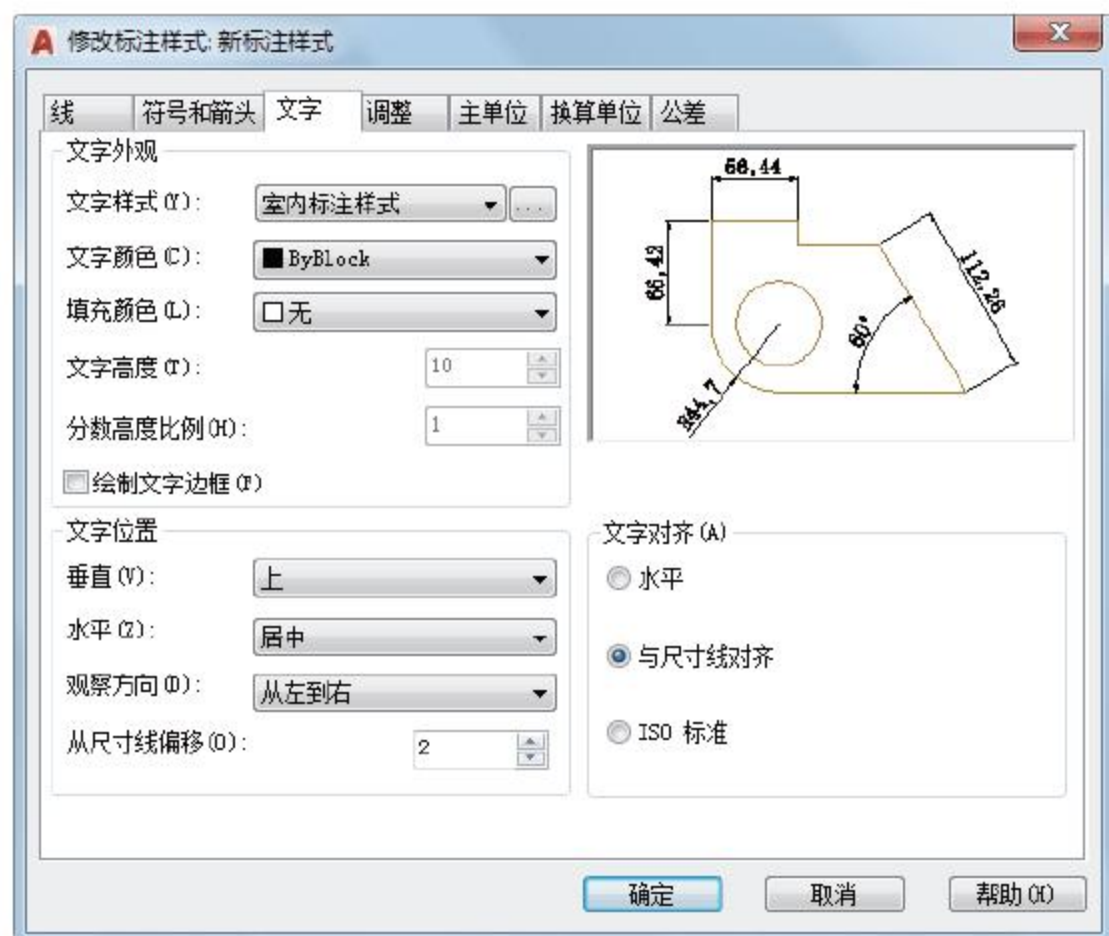 修改标注样式: 新标注样式
线 符号和箭头 文字 调整 主单位 换算单位 公差
文字外观
文字样式(Y): 室内标注样式 ...
文字颜色(C): ByBlock
填充颜色(L): 无
文字高度(T): 10
分数高度比例(H): 1
绘制文字边框(F)
56,44
66,42
112,26
60°
R44,7
文字位置
垂直(V): 上
水平(Z): 居中
观察方向(D): 从左到右
从尺寸线偏移(O): 2
文字对齐(A)
水平
与尺寸线对齐
ISO 标准
确定 取消 帮助(H)